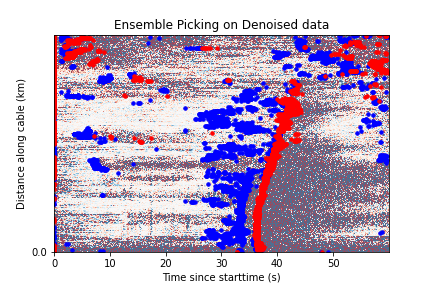 Ensemble Picking on Denoised data
Distance along cable (km)
0.0
0 10 20 30 40 50
Time since starttime (s)